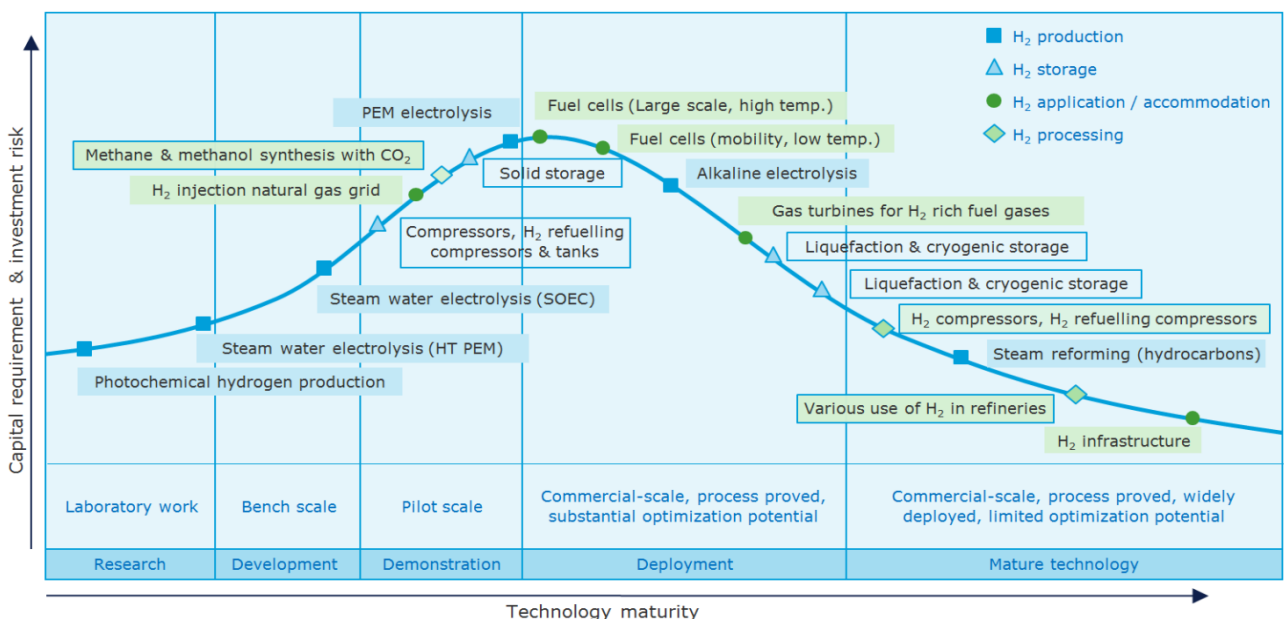 Capital requirement & investment risk
H₂ production
H₂ storage
H₂ application / accommodation
H₂ processing
PEM electrolysis
Fuel cells (Large scale, high temp.)
Fuel cells (mobility, low temp.)
Methane & methanol synthesis with CO₂
Solid storage
Alkaline electrolysis
H₂ injection natural gas grid
Gas turbines for H₂ rich fuel gases
Compressors, H₂ refuelling
compressors & tanks
Liquefaction & cryogenic storage
Liquefaction & cryogenic storage
Steam water electrolysis (SOEC)
H₂ compressors, H₂ refuelling compressors
Steam water electrolysis (HT PEM)
Steam reforming (hydrocarbons)
Photochemical hydrogen production
Various use of H₂ in refineries
H₂ infrastructure
Laboratory work
Bench scale
Pilot scale
Commercial-scale, process proved,
substantial optimization potential
Commercial-scale, process proved, widely
deployed, limited optimization potential
Research
Development
Demonstration
Deployment
Mature technology
Technology maturity